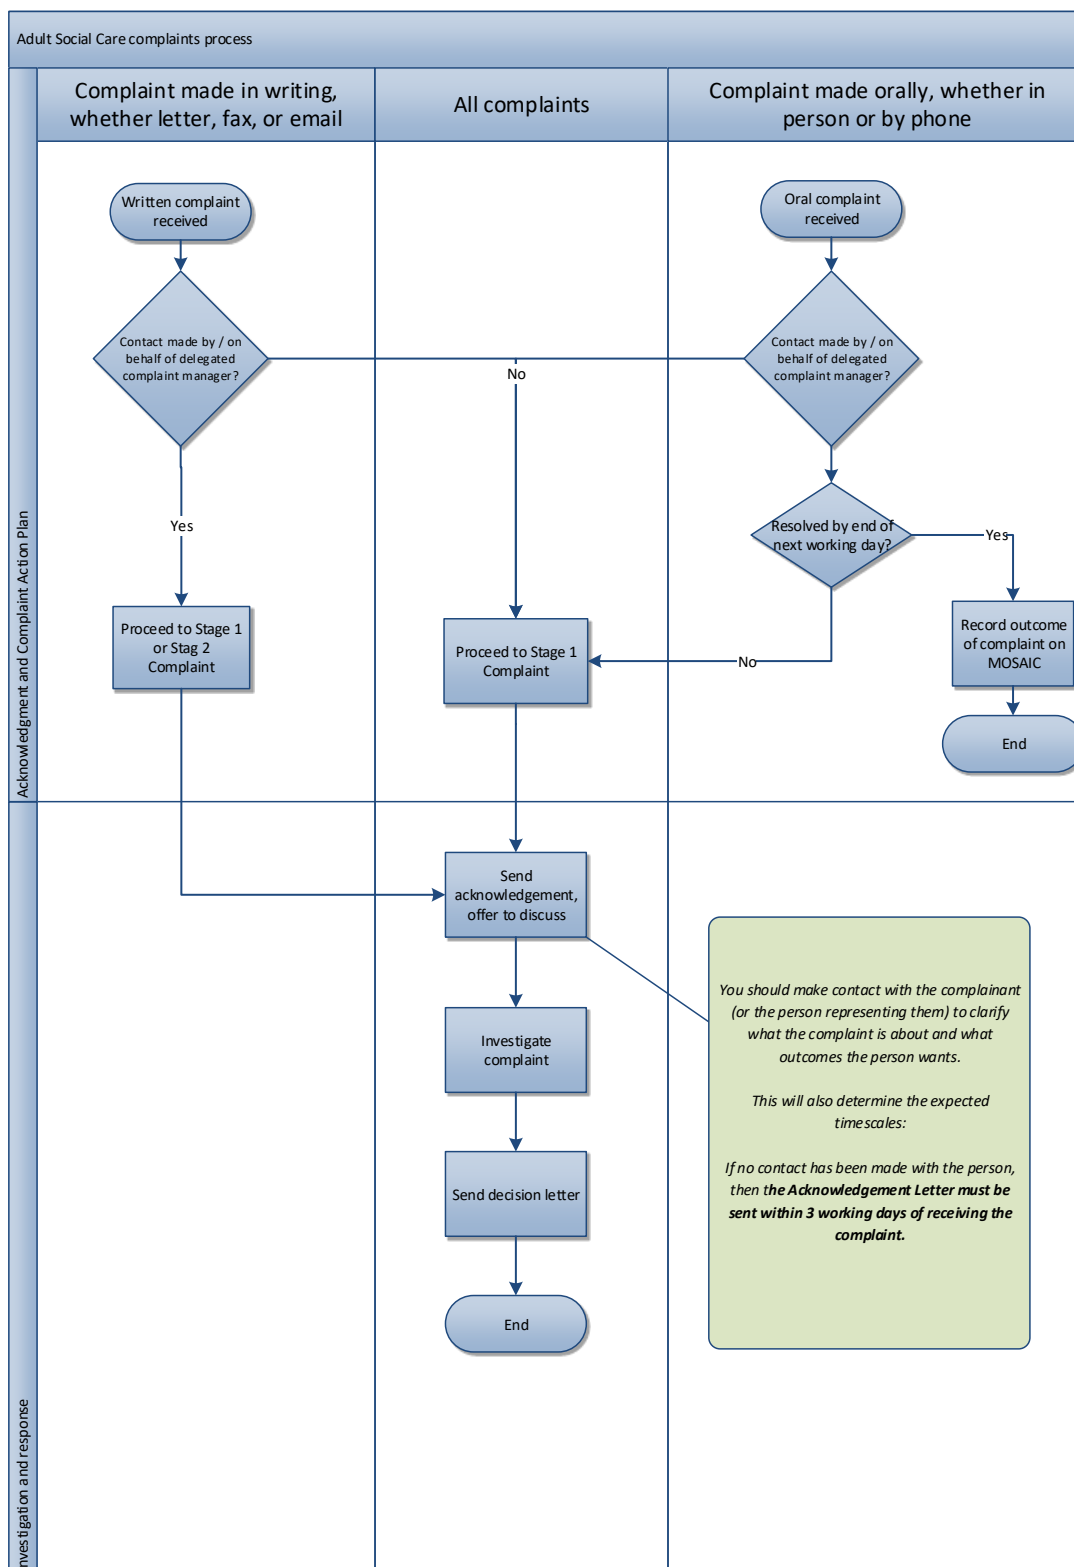 Adult Social Care complaints process
Complaint made in writing,
whether letter, fax, or email
All complaints
Complaint made orally, whether in
person or by phone
Acknowledgment and Complaint Action Plan
Written complaint
received
Oral complaint
received
Contact made by / on
behalf of delegated
complaint manager?
No
Contact made by / on
behalf of delegated
complaint manager?
Yes
Resolved by end of
next working day?
Yes
Proceed to Stage 1
or Stag 2
Complaint
Proceed to Stage 1
Complaint
No
Record outcome
of complaint on
MOSAIC
End
Send
acknowledgement,
offer to discuss
Investigate
complaint
Send decision letter
End
You should make contact with the complainant
(or the person representing them) to clarify
what the complaint is about and what
outcomes the person wants.
This will also determine the expected
timescales:
If no contact has been made with the person,
then the Acknowledgement Letter must be
sent within 3 working days of receiving the
complaint.
nvestigation and response